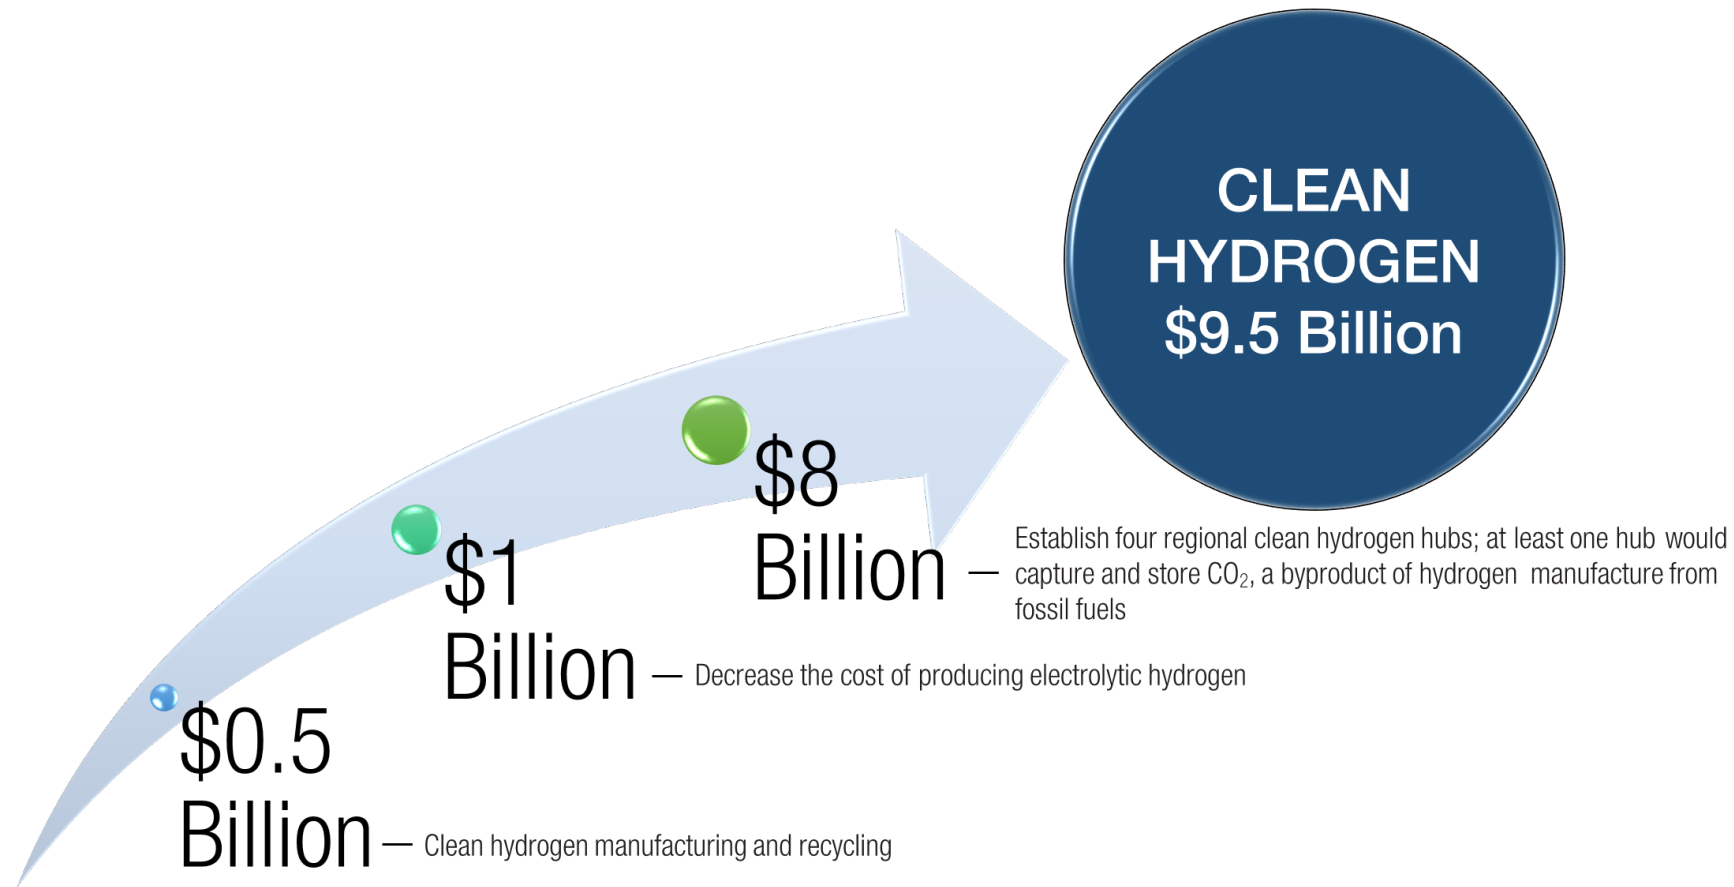 CLEAN
HYDROGEN
$9.5 Billion
$8
Billion
Establish four regional clean hydrogen hubs; at least one hub would
capture and store CO₂, a byproduct of hydrogen manufacture from
fossil fuels
$1
Billion
Decrease the cost of producing electrolytic hydrogen
$0.5
Billion
Clean hydrogen manufacturing and recycling